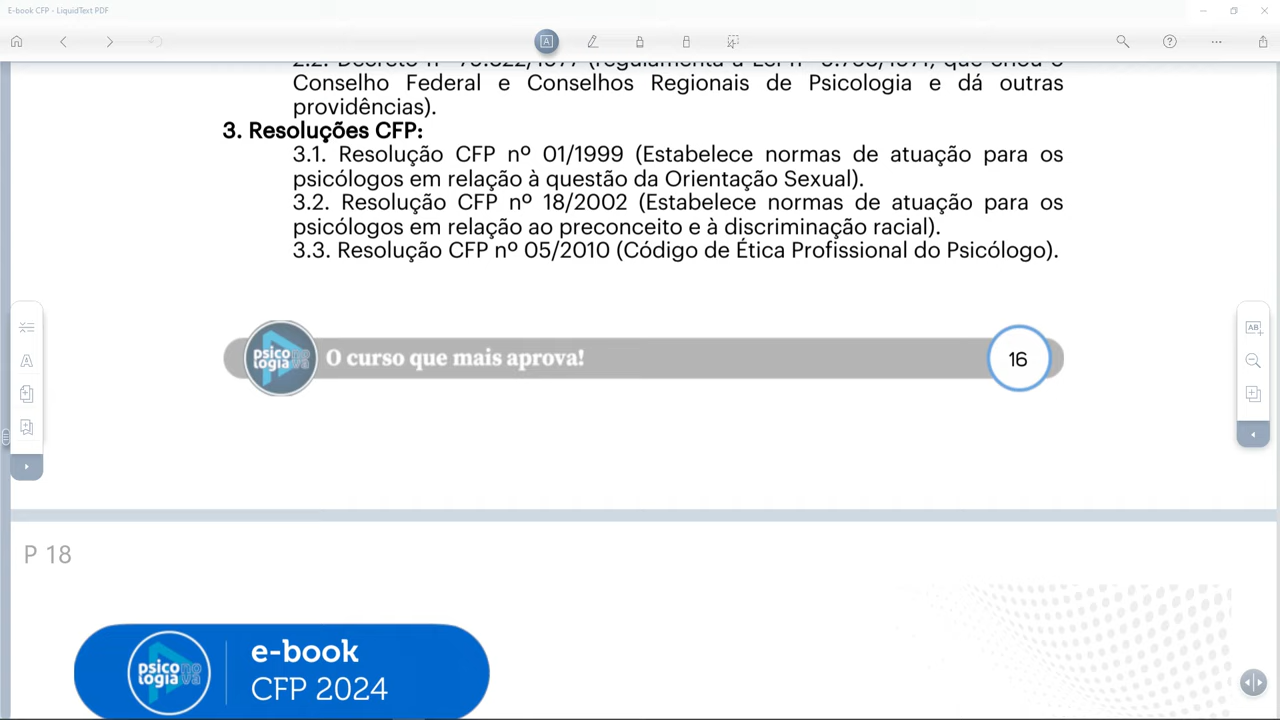 E-book CFP - LiquidText PDF
Conselho Federal e Conselhos Regionais de Psicologia e dá outras
providências).
3. Resoluções CFP:
3.1. Resolução CFP nº 01/1999 (Estabelece normas de atuação para os
psicólogos em relação à questão da Orientação Sexual).
3.2. Resolução CFP nº 18/2002 (Estabelece normas de atuação para os
psicólogos em relação ao preconceito e à discriminação racial).
3.3. Resolução CFP nº 05/2010 (Código de Ética Profissional do Psicólogo).
psicologia nova
O curso que mais aprova!
16
P 18
psicologia nova
e-book
CFP 2024